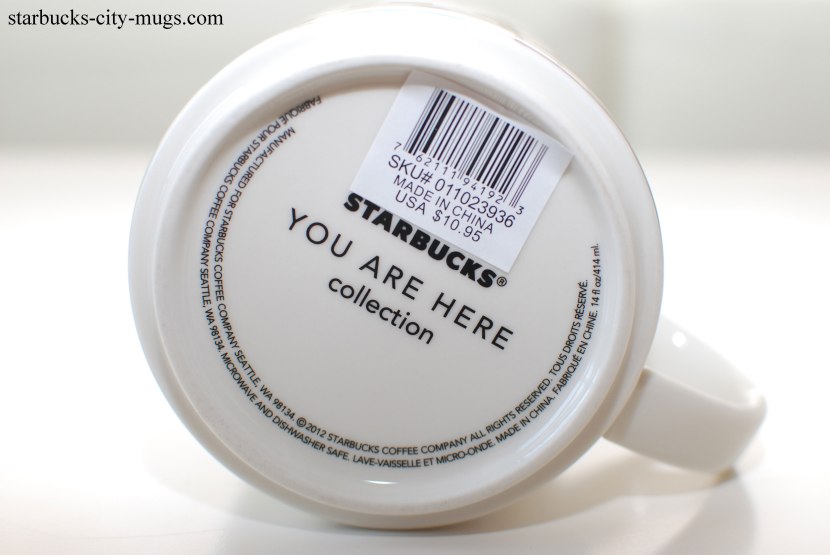 starbucks-city-mugs.com
7 62111 94192 3
SKU# 011023936
MADE IN CHINA
USA $10.95
STARBUCKS®
YOU ARE HERE
collection
MANUFACTURED FOR STARBUCKS COFFEE COMPANY SEATTLE, WA 98134. ©2012 STARBUCKS COFFEE COMPANY ALL RIGHTS RESERVED. TOUS DROITS RÉSERVÉ.
FABRIQUÉ POUR STARBUCKS COFFEE COMPANY SEATTLE, WA 98134. MICROWAVE AND DISHWASHER SAFE. LAVE-VAISSELLE ET MICRO-ONDE. MADE IN CHINA. FABRIQUÉ EN CHINE. 14 fl oz/414 ml.